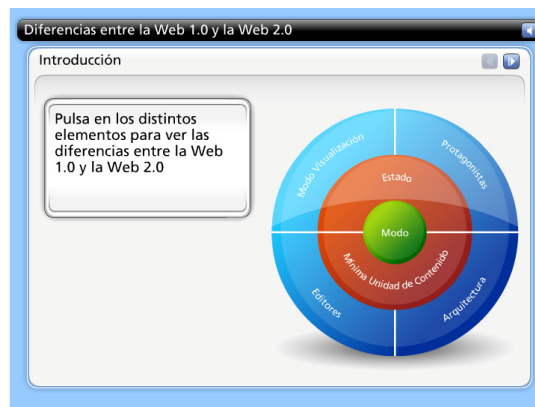 Diferencias entre la Web 1.0 y la Web 2.0
Introducción
Pulsa en los distintos
elementos para ver las
diferencias entre la Web
1.0 y la Web 2.0
Modo Visualización
Protagonistas
Estado
Modo
Mínima Unidad de Contenido
Editores
Arquitectura